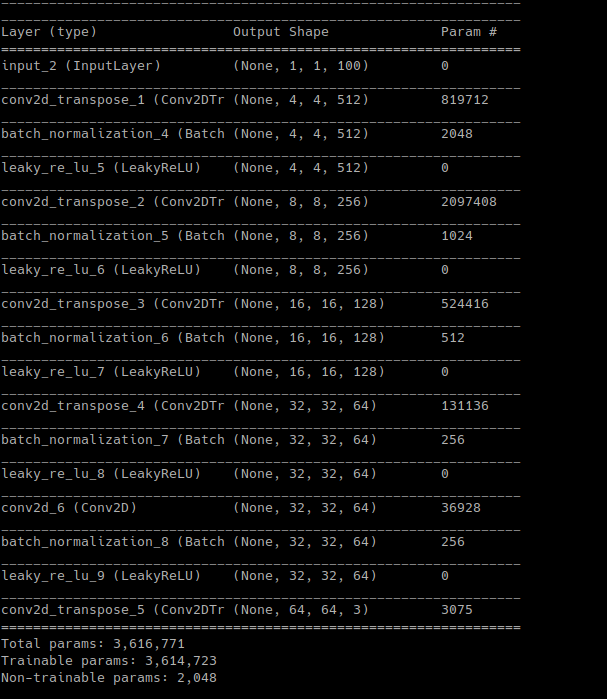 _________________________________________________________________
_________________________________________________________________
Layer (type)                 Output Shape              Param #
=================================================================
input_2 (InputLayer)         (None, 1, 1, 100)         0
_________________________________________________________________
conv2d_transpose_1 (Conv2DTr (None, 4, 4, 512)         819712
_________________________________________________________________
batch_normalization_4 (Batch (None, 4, 4, 512)         2048
_________________________________________________________________
leaky_re_lu_5 (LeakyReLU)    (None, 4, 4, 512)         0
_________________________________________________________________
conv2d_transpose_2 (Conv2DTr (None, 8, 8, 256)         2097408
_________________________________________________________________
batch_normalization_5 (Batch (None, 8, 8, 256)         1024
_________________________________________________________________
leaky_re_lu_6 (LeakyReLU)    (None, 8, 8, 256)         0
_________________________________________________________________
conv2d_transpose_3 (Conv2DTr (None, 16, 16, 128)       524416
_________________________________________________________________
batch_normalization_6 (Batch (None, 16, 16, 128)       512
_________________________________________________________________
leaky_re_lu_7 (LeakyReLU)    (None, 16, 16, 128)       0
_________________________________________________________________
conv2d_transpose_4 (Conv2DTr (None, 32, 32, 64)        131136
_________________________________________________________________
batch_normalization_7 (Batch (None, 32, 32, 64)        256
_________________________________________________________________
leaky_re_lu_8 (LeakyReLU)    (None, 32, 32, 64)        0
_________________________________________________________________
conv2d_6 (Conv2D)            (None, 32, 32, 64)        36928
_________________________________________________________________
batch_normalization_8 (Batch (None, 32, 32, 64)        256
_________________________________________________________________
leaky_re_lu_9 (LeakyReLU)    (None, 32, 32, 64)        0
_________________________________________________________________
conv2d_transpose_5 (Conv2DTr (None, 64, 64, 3)         3075
=================================================================
Total params: 3,616,771
Trainable params: 3,614,723
Non-trainable params: 2,048